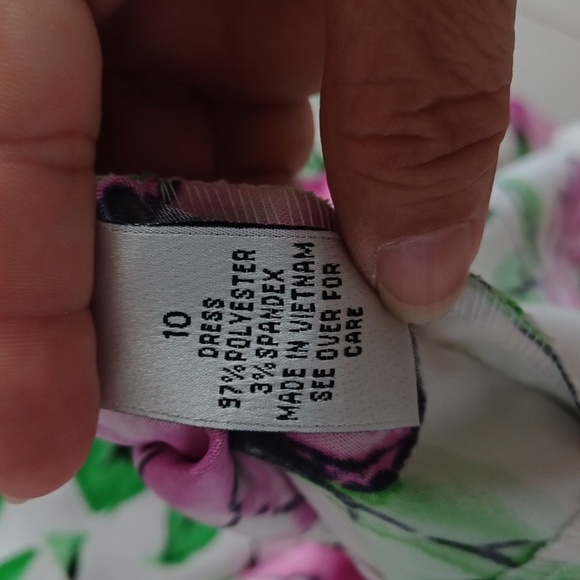 10
DRESS
97%POLYESTER
3%SPANDEX
MADE IN VIETNAM
SEE OVER FOR
CARE